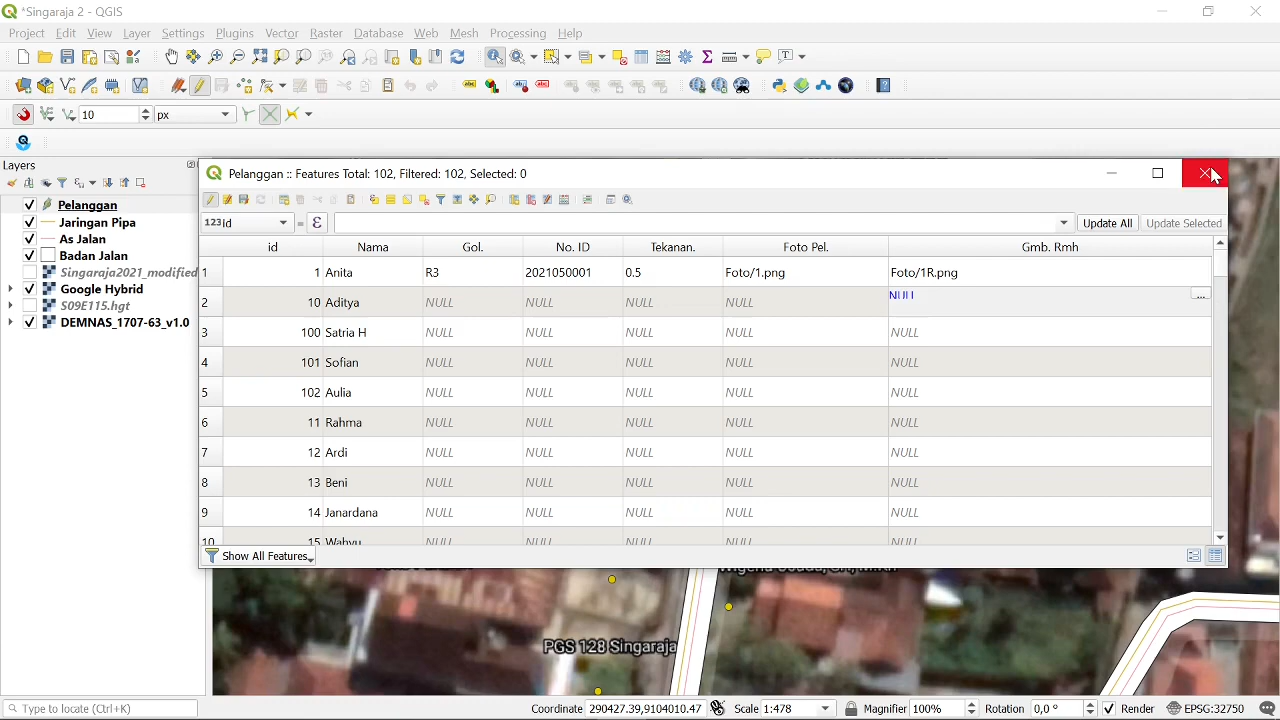 *Singaraja 2 - QGIS
Project Edit View Layer Settings Plugins Vector Raster Database Web Mesh Processing Help
10 px
Layers
Pelanggan
Jaringan Pipa
As Jalan
Badan Jalan
Singaraja2021_modified
Google Hybrid
S09E115.hgt
DEMNAS_1707-63_v1.0
Pelanggan :: Features Total: 102, Filtered: 102, Selected: 0
123 id = ε Update All Update Selected
id Nama Gol. No. ID Tekanan. Foto Pel. Gmb. Rmh
1 1 Anita R3 2021050001 0.5 Foto/1.png Foto/1R.png
2 10 Aditya NULL NULL NULL NULL NULL ...
3 100 Satria H NULL NULL NULL NULL NULL
4 101 Sofian NULL NULL NULL NULL NULL
5 102 Aulia NULL NULL NULL NULL NULL
6 11 Rahma NULL NULL NULL NULL NULL
7 12 Ardi NULL NULL NULL NULL NULL
8 13 Beni NULL NULL NULL NULL NULL
9 14 Janardana NULL NULL NULL NULL NULL
10 15 Wahyu NULL NULL NULL NULL NULL
Show All Features
PGS 128 Singaraja
Type to locate (Ctrl+K) Coordinate 290427.39,9104010.47 Scale 1:478 Magnifier 100% Rotation 0,0 ° Render EPSG:32750